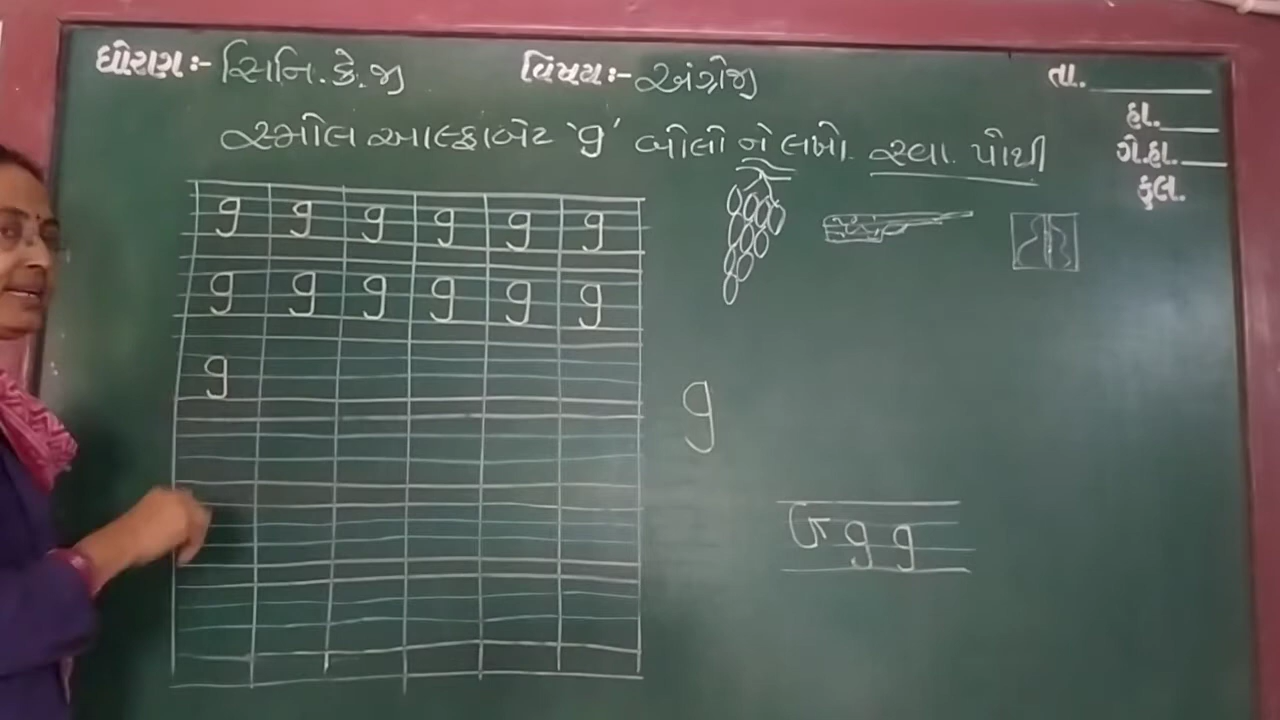 ધોરણ:- સિનિ. કે. જી વિષય:- અંગ્રેજી તા.
હા.
સ્મોલ આલ્ફાબેટ 'g' બોલો ને લખો. સ્વા. પોથી
ગે.હા.
કુલ.
g g g g g g
g g g g g g
g
g
g g